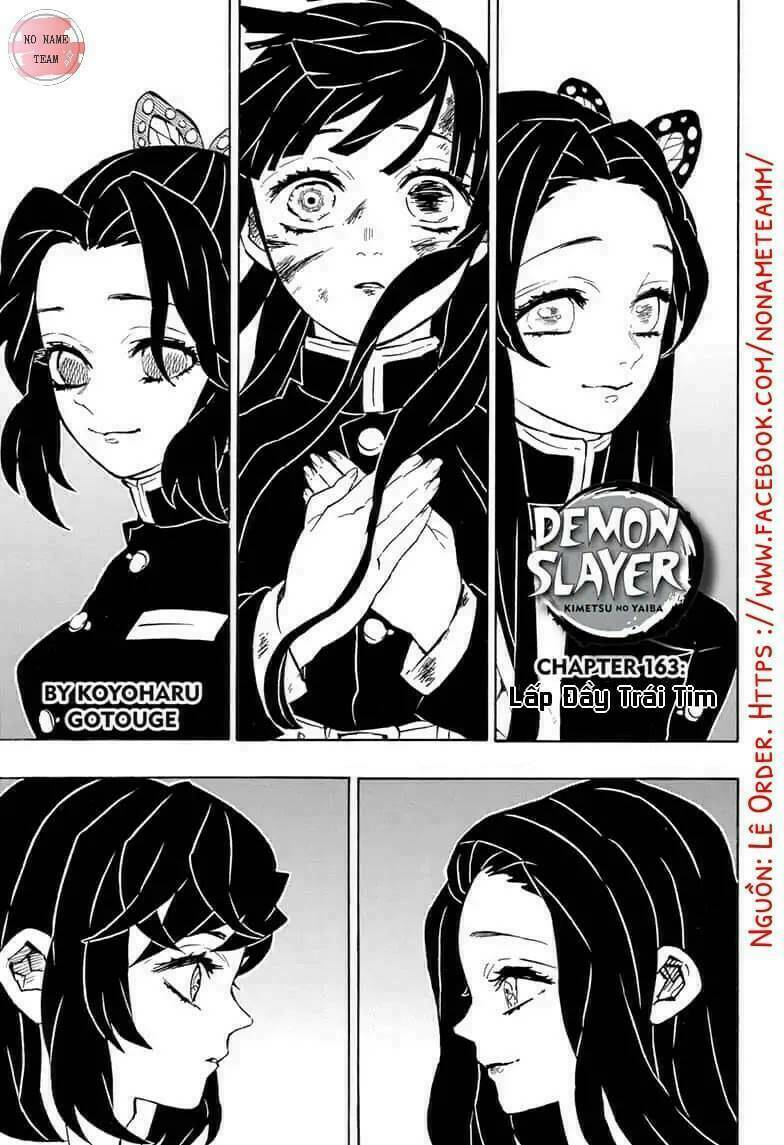 NO NAME
TEAM
DEMON
SLAYER
KIMETSU NO YAIBA
CHAPTER 163:
Lấp Đầy Trái Tim
BY KOYOHARU
GOTOUGE
NGUỒN: LÊ ORDER. HTTPS ://WWW.FACEBOOK.COM/NONAMETEAMM/